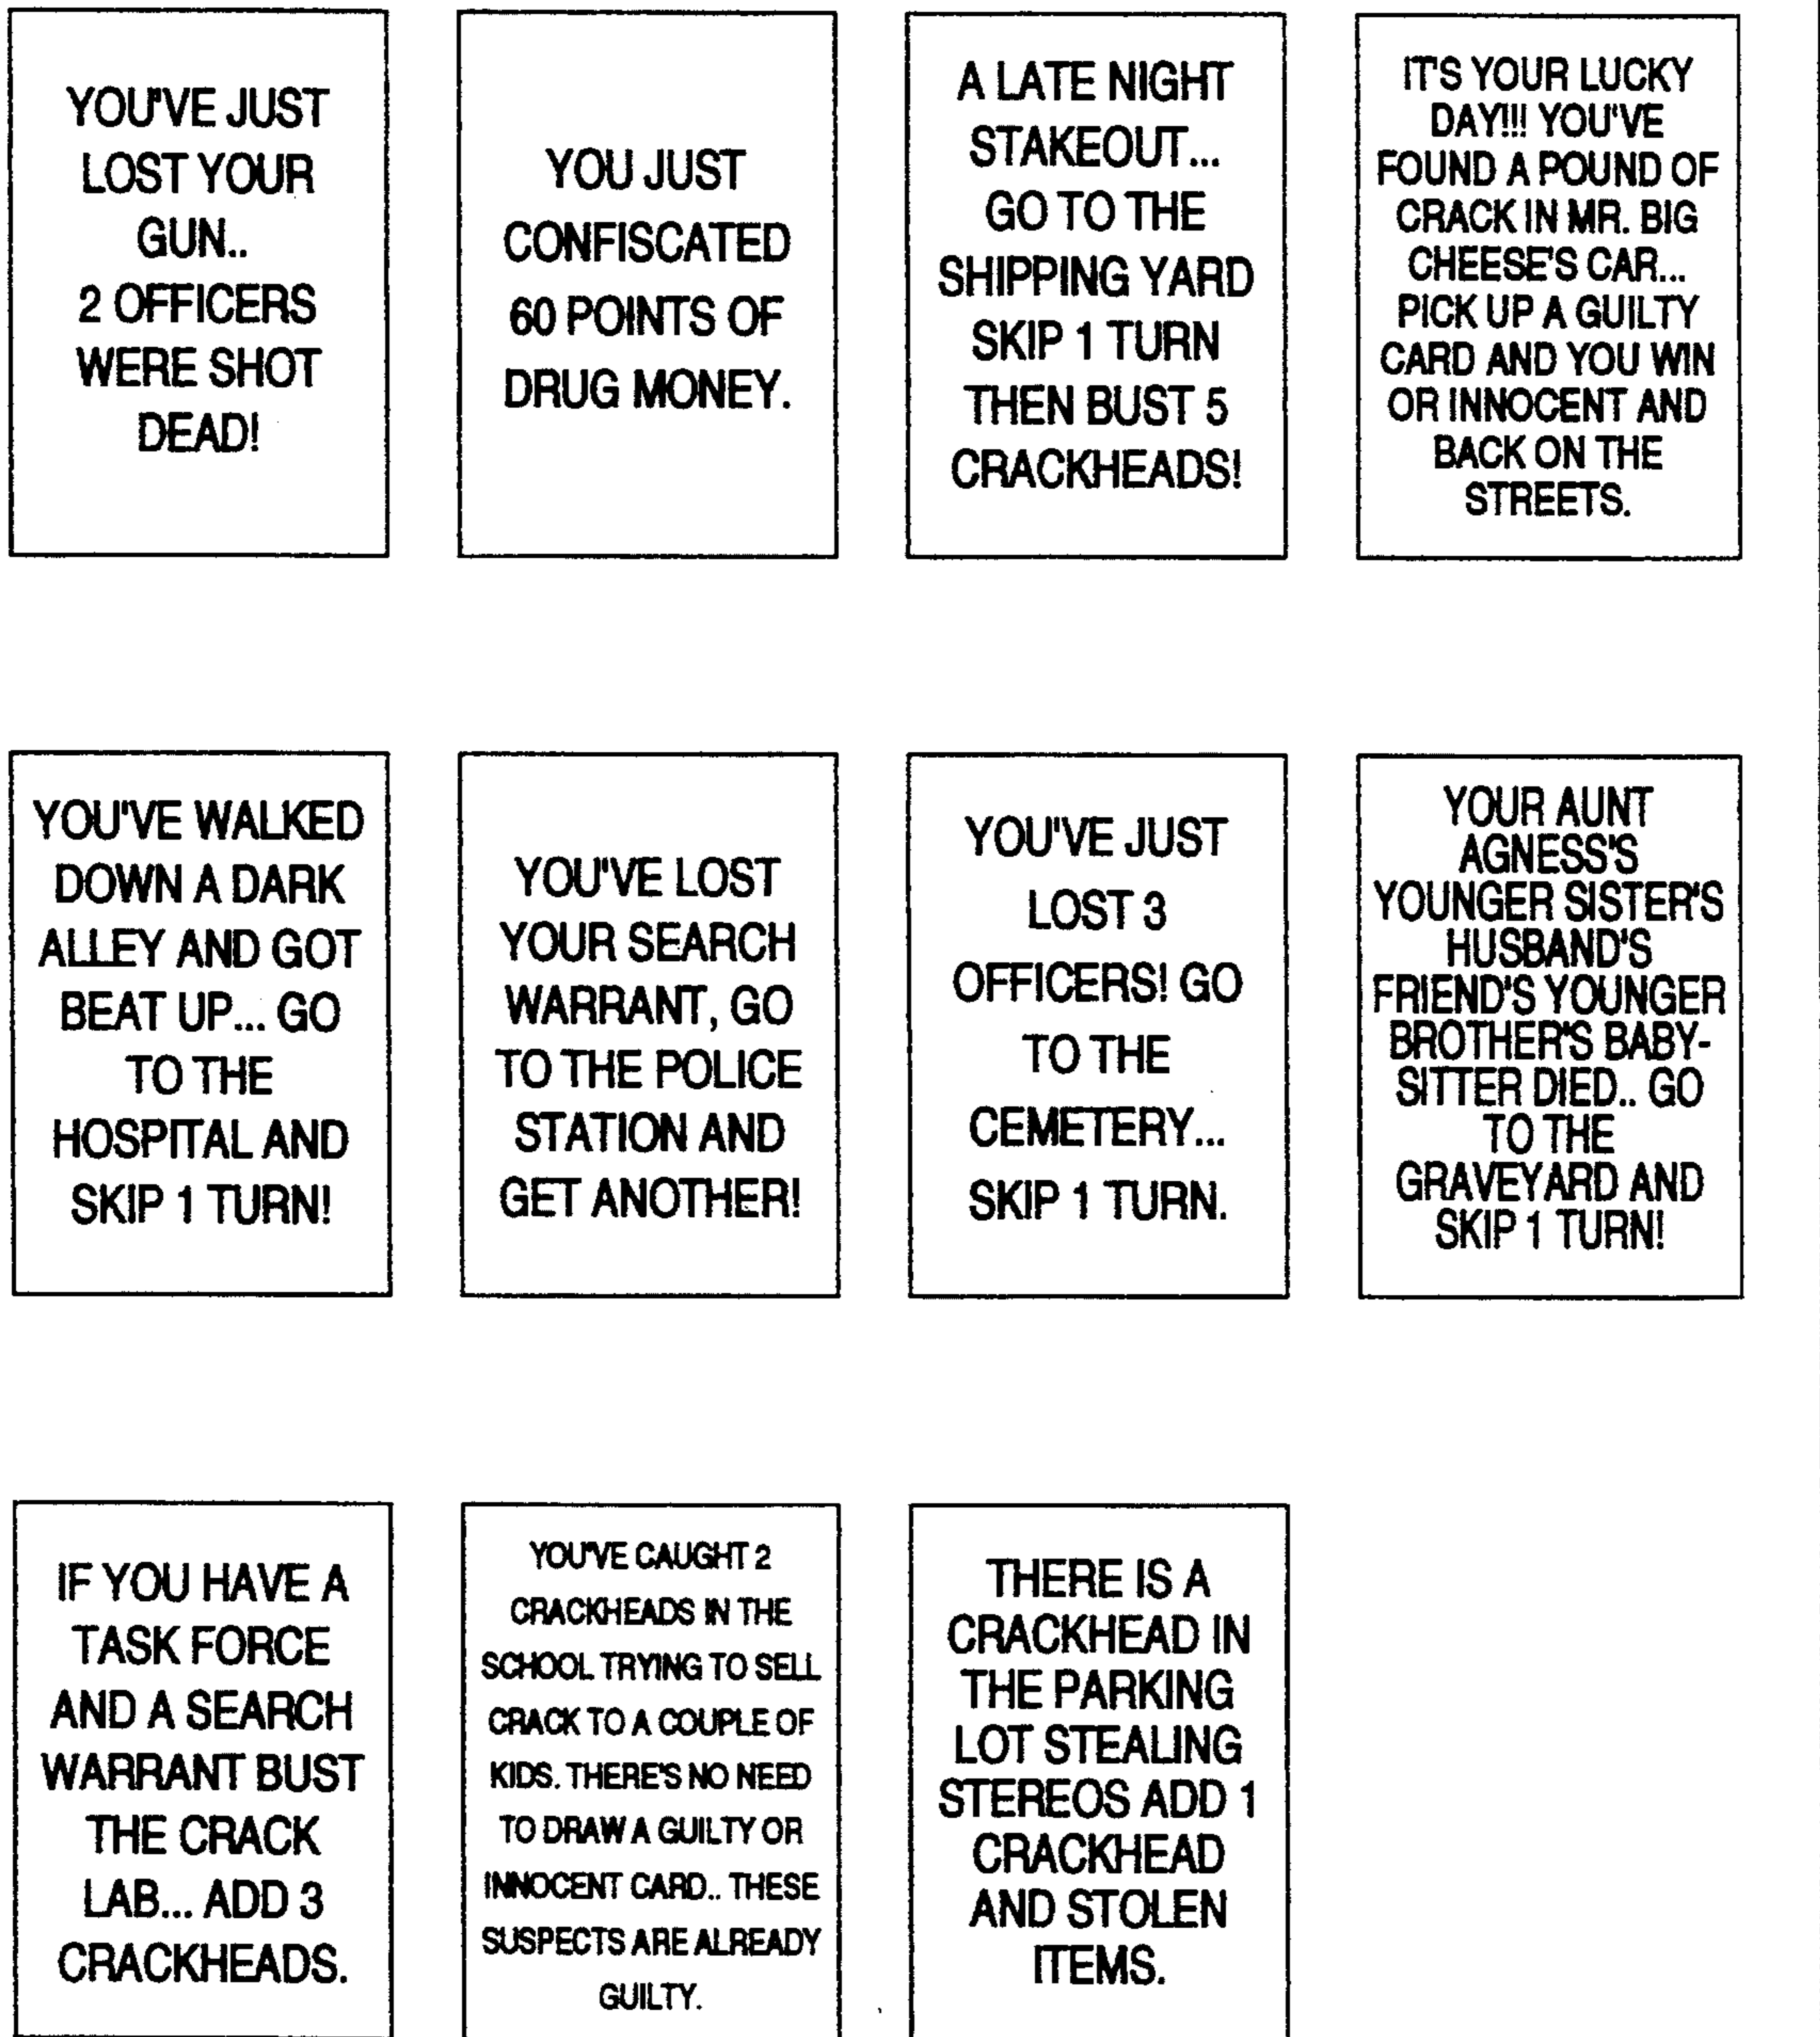 YOU'VE JUST
LOST YOUR
GUN..
2 OFFICERS
WERE SHOT
DEAD!
YOU JUST
CONFISCATED
60 POINTS OF
DRUG MONEY.
A LATE NIGHT
STAKEOUT...
GO TO THE
SHIPPING YARD
SKIP 1 TURN
THEN BUST 5
CRACKHEADS!
IT'S YOUR LUCKY
DAY!!! YOU'VE
FOUND A POUND OF
CRACK IN MR. BIG
CHEESE'S CAR...
PICK UP A GUILTY
CARD AND YOU WIN
OR INNOCENT AND
BACK ON THE
STREETS.
YOU'VE WALKED
DOWN A DARK
ALLEY AND GOT
BEAT UP... GO
TO THE
HOSPITAL AND
SKIP 1 TURN!
YOU'VE LOST
YOUR SEARCH
WARRANT, GO
TO THE POLICE
STATION AND
GET ANOTHER!
YOU'VE JUST
LOST 3
OFFICERS! GO
TO THE
CEMETERY...
SKIP 1 TURN.
YOUR AUNT
AGNESS'S
YOUNGER SISTER'S
HUSBAND'S
FRIEND'S YOUNGER
BROTHER'S BABY-
SITTER DIED.. GO
TO THE
GRAVEYARD AND
SKIP 1 TURN!
IF YOU HAVE A
TASK FORCE
AND A SEARCH
WARRANT BUST
THE CRACK
LAB... ADD 3
CRACKHEADS.
YOU'VE CAUGHT 2
CRACKHEADS IN THE
SCHOOL TRYING TO SELL
CRACK TO A COUPLE OF
KIDS. THERE'S NO NEED
TO DRAW A GUILTY OR
INNOCENT CARD.. THESE
SUSPECTS ARE ALREADY
GUILTY.
THERE IS A
CRACKHEAD IN
THE PARKING
LOT STEALING
STEREOS ADD 1
CRACKHEAD
AND STOLEN
ITEMS.